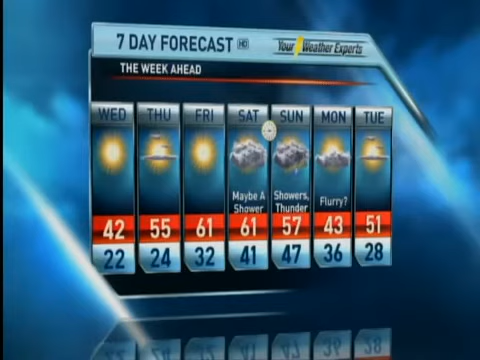 7 DAY FORECAST HD
Your Weather Experts
THE WEEK AHEAD
WED THU FRI SAT SUN MON TUE
Maybe A Shower
Showers, Thunder
Flurry?
42 55 61 61 57 43 51
22 24 32 41 47 36 28